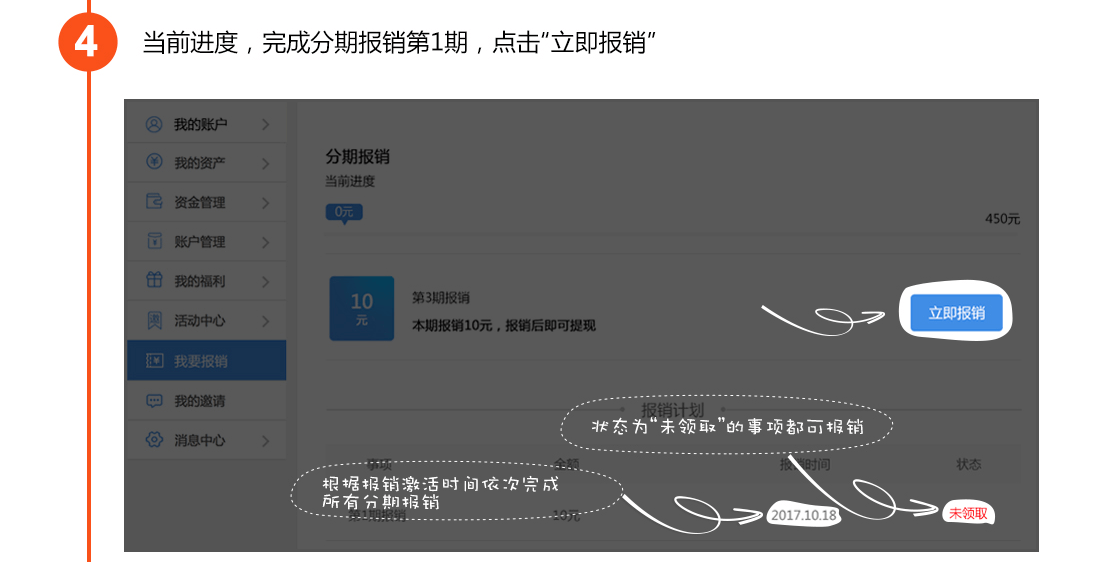 4
当前进度，完成分期报销第1期，点击“立即报销”
我的账户
我的资产
资金管理
账户管理
我的福利
活动中心
我要报销
我的邀请
消息中心
分期报销
当前进度
0元
450元
10
元
第3期报销
本期报销10元，报销后即可提现
立即报销
报销计划
状态为“未领取”的事项都可报销
事项
金额
报销时间
状态
根据报销激活时间依次完成
所有分期报销
第1期报销
10元
2017.10.18
未领取